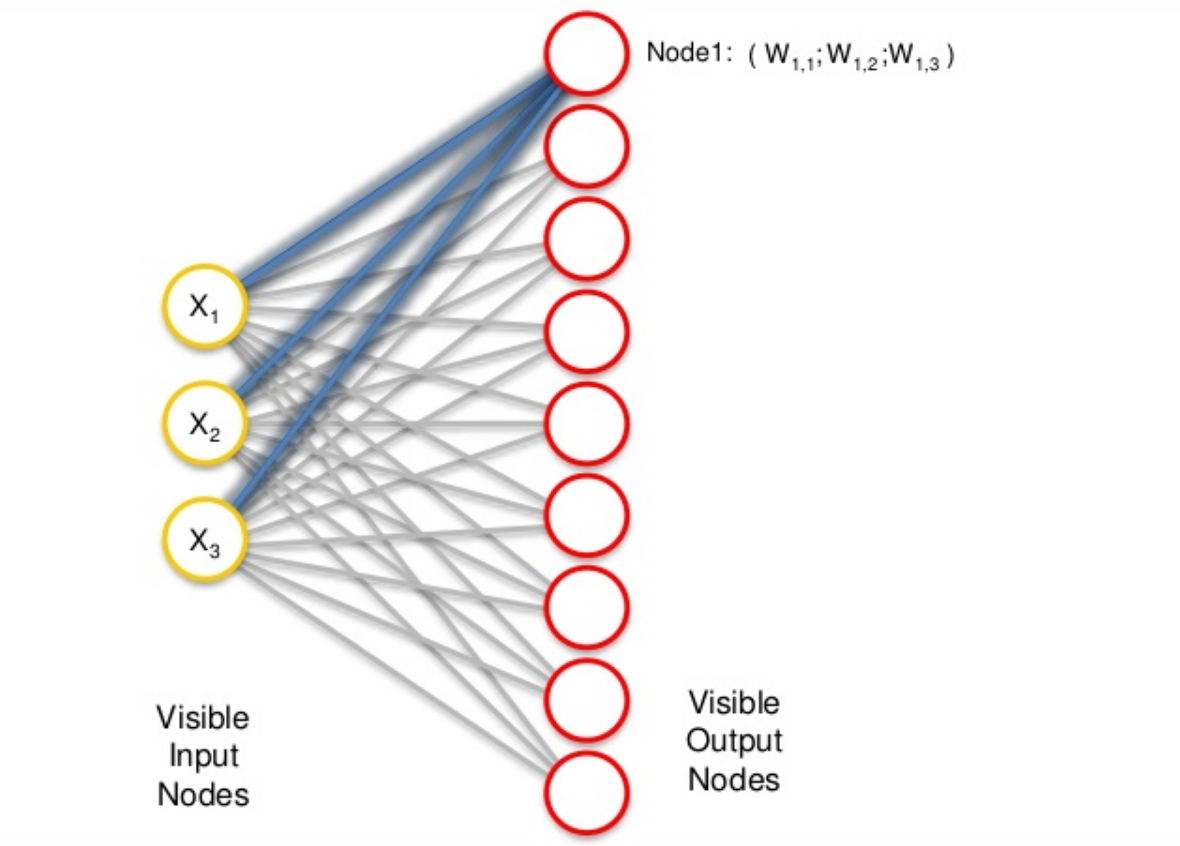 Node1: ( W1,1; W1,2 ;W1,3 )
X1
X2
X3
Visible
Input
Nodes
Visible
Output
Nodes